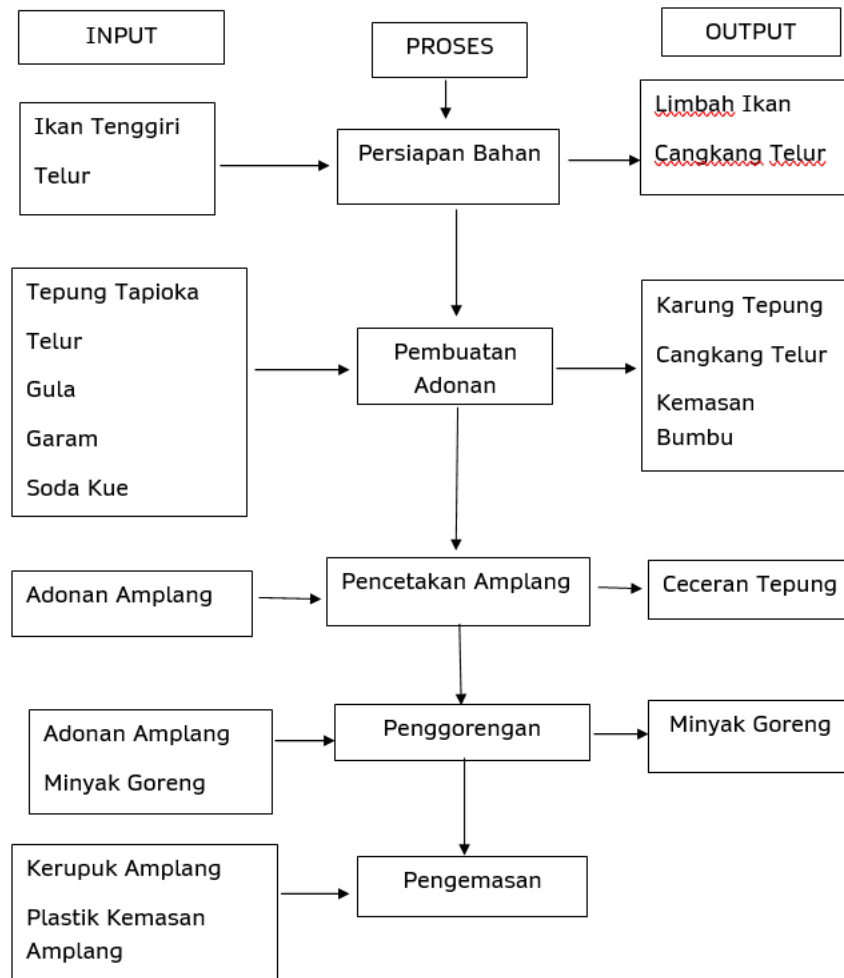 INPUT
PROSES
OUTPUT
Ikan Tenggiri
Telur
Persiapan Bahan
Limbah Ikan
Cangkang Telur
Tepung Tapioka
Telur
Gula
Garam
Soda Kue
Pembuatan
Adonan
Karung Tepung
Cangkang Telur
Kemasan
Bumbu
Adonan Amplang
Pencetakan Amplang
Ceceran Tepung
Adonan Amplang
Minyak Goreng
Penggorengan
Minyak Goreng
Kerupuk Amplang
Plastik Kemasan
Amplang
Pengemasan